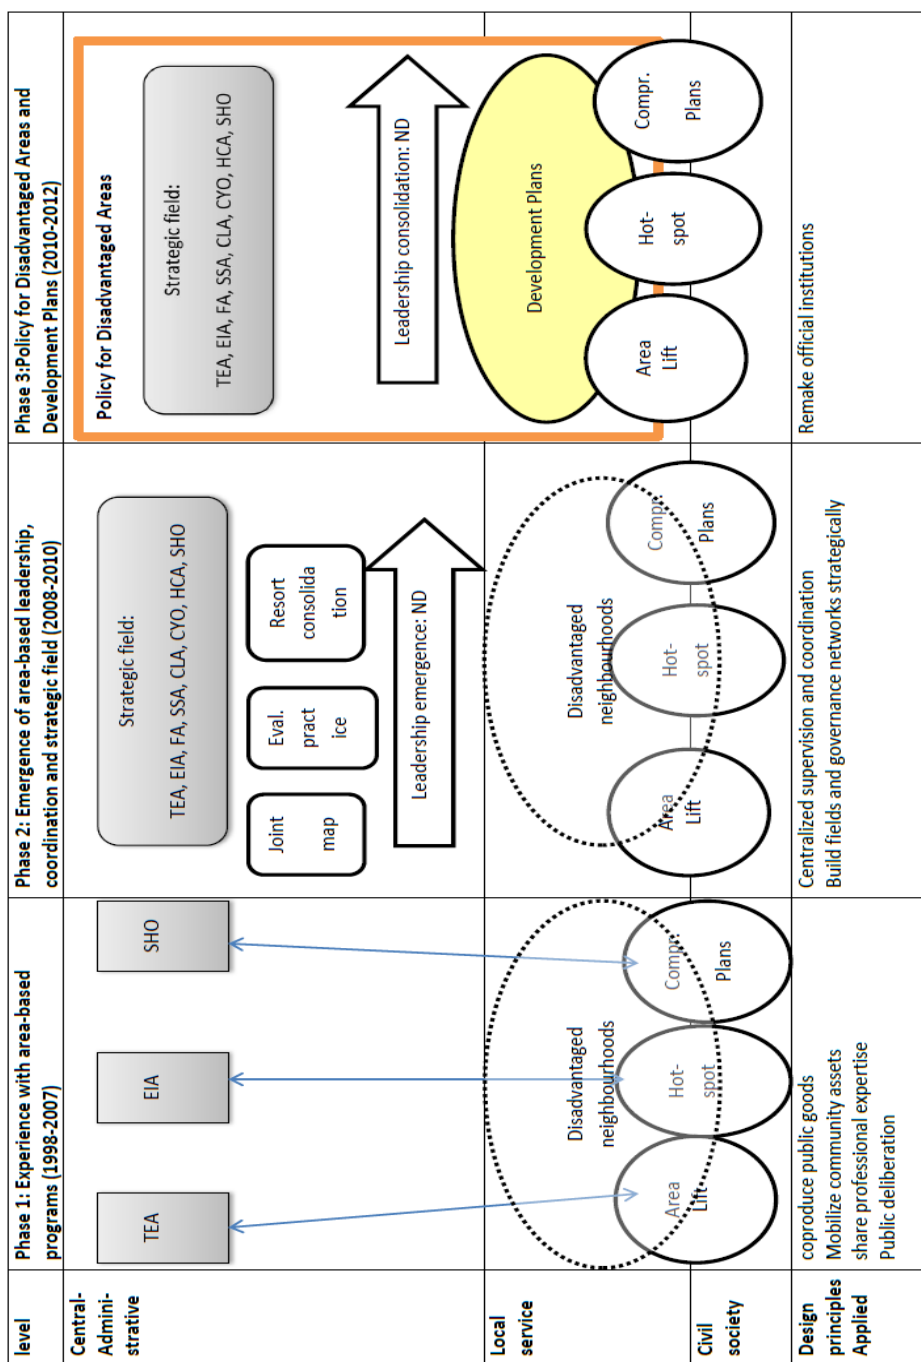 level
Phase 1: Experience with area-based
programs (1998-2007)
Phase 2: Emergence of area-based leadership,
coordination and strategic field (2008-2010)
Phase 3:Policy for Disadvantaged Areas and
Development Plans (2010-2012)
Central-
Admini-
strative
TEA
EIA
SHO
Strategic field:
TEA, EIA, FA, SSA, CLA, CYO, HCA, SHO
Joint
map
Eval.
pract
ice
Resort
consolida
tion
Leadership emergence: ND
Policy for Disadvantaged Areas
Strategic field:
TEA, EIA, FA, SSA, CLA, CYO, HCA, SHO
Leadership consolidation: ND
Local
service
Disadvantaged
neighbourhoods
Disadvantaged
neighbourhoods
Development Plans
Civil
society
Area
Lift
Hot-
spot
Compr.
Plans
Area
Lift
Hot-
spot
Compr.
Plans
Area
Lift
Hot-
spot
Compr.
Plans
Design
principles
Applied
coproduce public goods
Mobilize community assets
share professional expertise
Public deliberation
Centralized supervision and coordination
Build fields and governance networks strategically
Remake official institutions